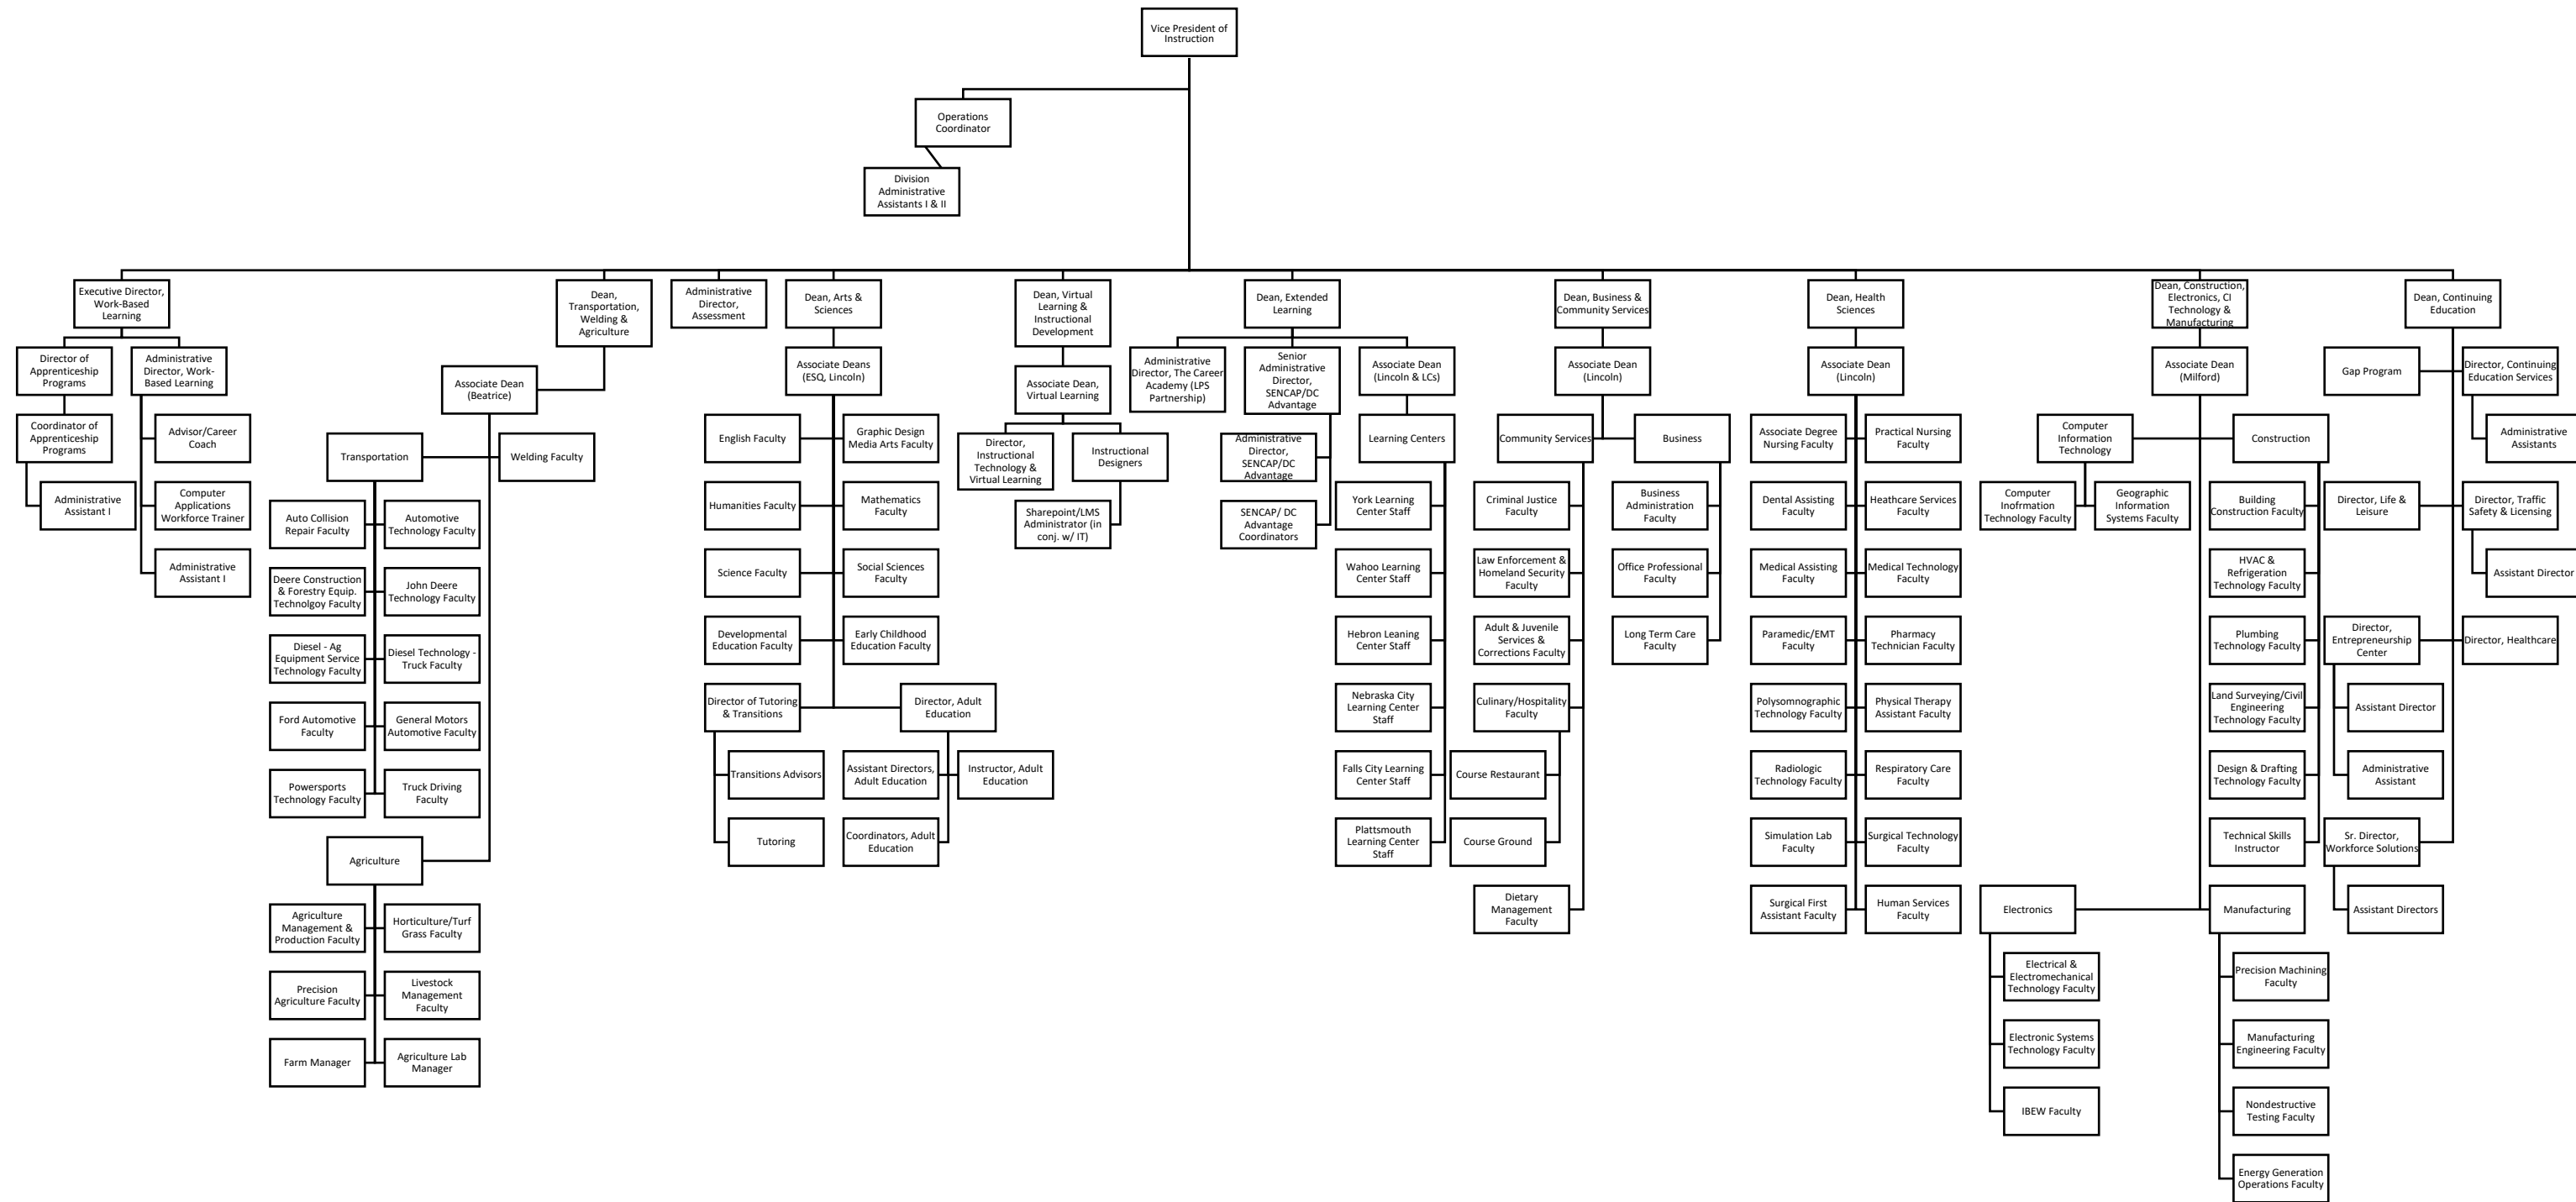 Vice President of
Instruction
Operations
Coordinator
Division
Administrative
Assistants I & II
Executive Director,
Work-Based
Learning
Director of
Apprenticeship
Programs
Coordinator of
Apprenticeship
Programs
Administrative
Assistant I
Administrative
Director, Work-
Based Learning
Advisor/Career
Coach
Computer
Applications
Workforce Trainer
Administrative
Assistant I
Dean,
Transportation,
Welding &
Agriculture
Associate Dean
(Beatrice)
Transportation
Welding Faculty
Auto Collision
Repair Faculty
Automotive
Technology Faculty
Deere Construction
& Forestry Equip.
Technolgoy Faculty
John Deere
Technology Faculty
Diesel - Ag
Equipment Service
Technology Faculty
Diesel Technology -
Truck Faculty
Ford Automotive
Faculty
General Motors
Automotive Faculty
Powersports
Technology Faculty
Truck Driving
Faculty
Agriculture
Agriculture
Management &
Production Faculty
Horticulture/Turf
Grass Faculty
Precision
Agriculture Faculty
Livestock
Management
Faculty
Farm Manager
Agriculture Lab
Manager
Administrative
Director,
Assessment
Dean, Arts &
Sciences
Associate Deans
(ESQ, Lincoln)
English Faculty
Graphic Design
Media Arts Faculty
Humanities Faculty
Mathematics
Faculty
Science Faculty
Social Sciences
Faculty
Developmental
Education Faculty
Early Childhood
Education Faculty
Director of Tutoring
& Transitions
Transitions Advisors
Tutoring
Director, Adult
Education
Assistant Directors,
Adult Education
Instructor, Adult
Education
Coordinators, Adult
Education
Dean, Virtual
Learning &
Instructional
Development
Associate Dean,
Virtual Learning
Director,
Instructional
Technology &
Virtual Learning
Instructional
Designers
Sharepoint/LMS
Administrator (in
conj. w/ IT)
Dean, Extended
Learning
Administrative
Director, The Career
Academy (LPS
Partnership)
Senior
Administrative
Director,
SENCAP/DC
Advantage
Administrative
Director,
SENCAP/DC
Advantage
SENCAP/ DC
Advantage
Coordinators
Associate Dean
(Lincoln & LCs)
Learning Centers
York Learning
Center Staff
Wahoo Learning
Center Staff
Hebron Leaning
Center Staff
Nebraska City
Learning Center
Staff
Falls City Learning
Center Staff
Plattsmouth
Learning Center
Staff
Dean, Business &
Community Services
Associate Dean
(Lincoln)
Community Services
Criminal Justice
Faculty
Law Enforcement &
Homeland Security
Faculty
Adult & Juvenile
Services &
Corrections Faculty
Culinary/Hospitality
Faculty
Course Restaurant
Course Ground
Dietary
Management
Faculty
Business
Business
Administration
Faculty
Office Professional
Faculty
Long Term Care
Faculty
Dean, Health
Sciences
Associate Dean
(Lincoln)
Associate Degree
Nursing Faculty
Practical Nursing
Faculty
Dental Assisting
Faculty
Heathcare Services
Faculty
Medical Assisting
Faculty
Medical Technology
Faculty
Paramedic/EMT
Faculty
Pharmacy
Technician Faculty
Polysomnographic
Technology Faculty
Physical Therapy
Assistant Faculty
Radiologic
Technology Faculty
Respiratory Care
Faculty
Simulation Lab
Faculty
Surgical Technology
Faculty
Surgical First
Assistant Faculty
Human Services
Faculty
Dean, Construction,
Electronics, CI
Technology &
Manufacturing
Associate Dean
(Milford)
Computer
Information
Technology
Computer
Inofrmation
Technology Faculty
Geographic
Information
Systems Faculty
Construction
Building
Construction Faculty
HVAC &
Refrigeration
Technology Faculty
Plumbing
Technology Faculty
Land Surveying/Civil
Engineering
Technology Faculty
Design & Drafting
Technology Faculty
Technical Skills
Instructor
Electronics
Electrical &
Electromechanical
Technology Faculty
Electronic Systems
Technology Faculty
IBEW Faculty
Manufacturing
Precision Machining
Faculty
Manufacturing
Engineering Faculty
Nondestructive
Testing Faculty
Energy Generation
Operations Faculty
Dean, Continuing
Education
Gap Program
Director, Continuing
Education Services
Administrative
Assistants
Director, Life &
Leisure
Director, Traffic
Safety & Licensing
Assistant Director
Director,
Entrepreneurship
Center
Assistant Director
Administrative
Assistant
Director, Healthcare
Sr. Director,
Workforce Solutions
Assistant Directors